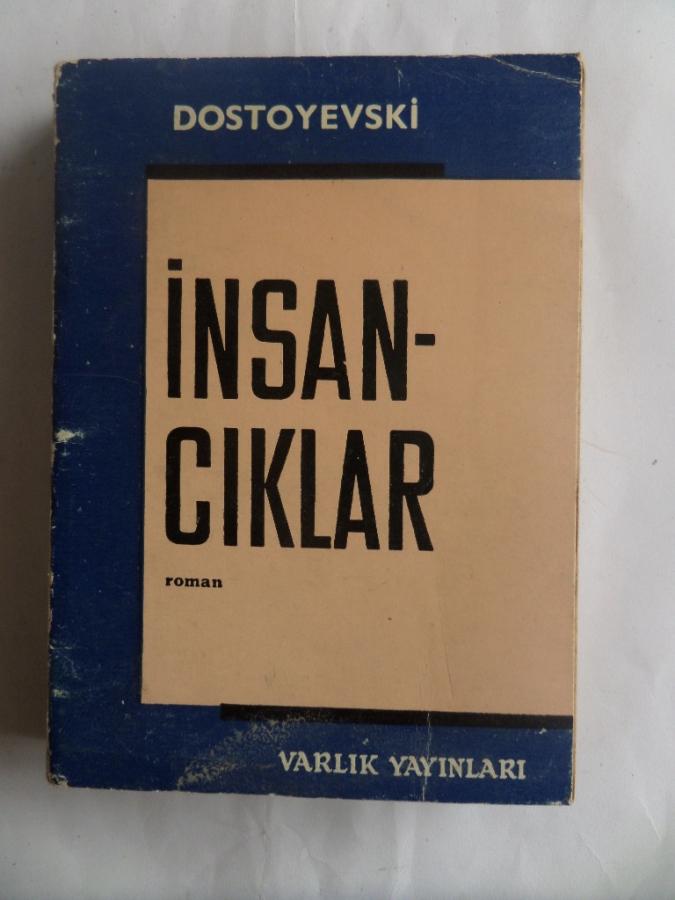 DOSTOYEVSKİ
İNSAN-
CIKLAR
roman
VARLIK YAYINLARI